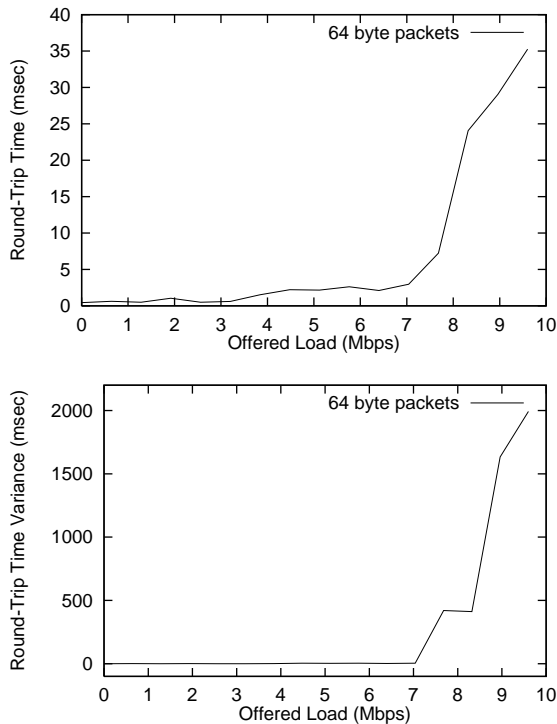 40
35
30
25
20
15
10
5
0
Round-Trip Time (msec)
64 byte packets
0 1 2 3 4 5 6 7 8 9 10
Offered Load (Mbps)
2000
1500
1000
500
0
Round-Trip Time Variance (msec)
64 byte packets
0 1 2 3 4 5 6 7 8 9 10
Offered Load (Mbps)